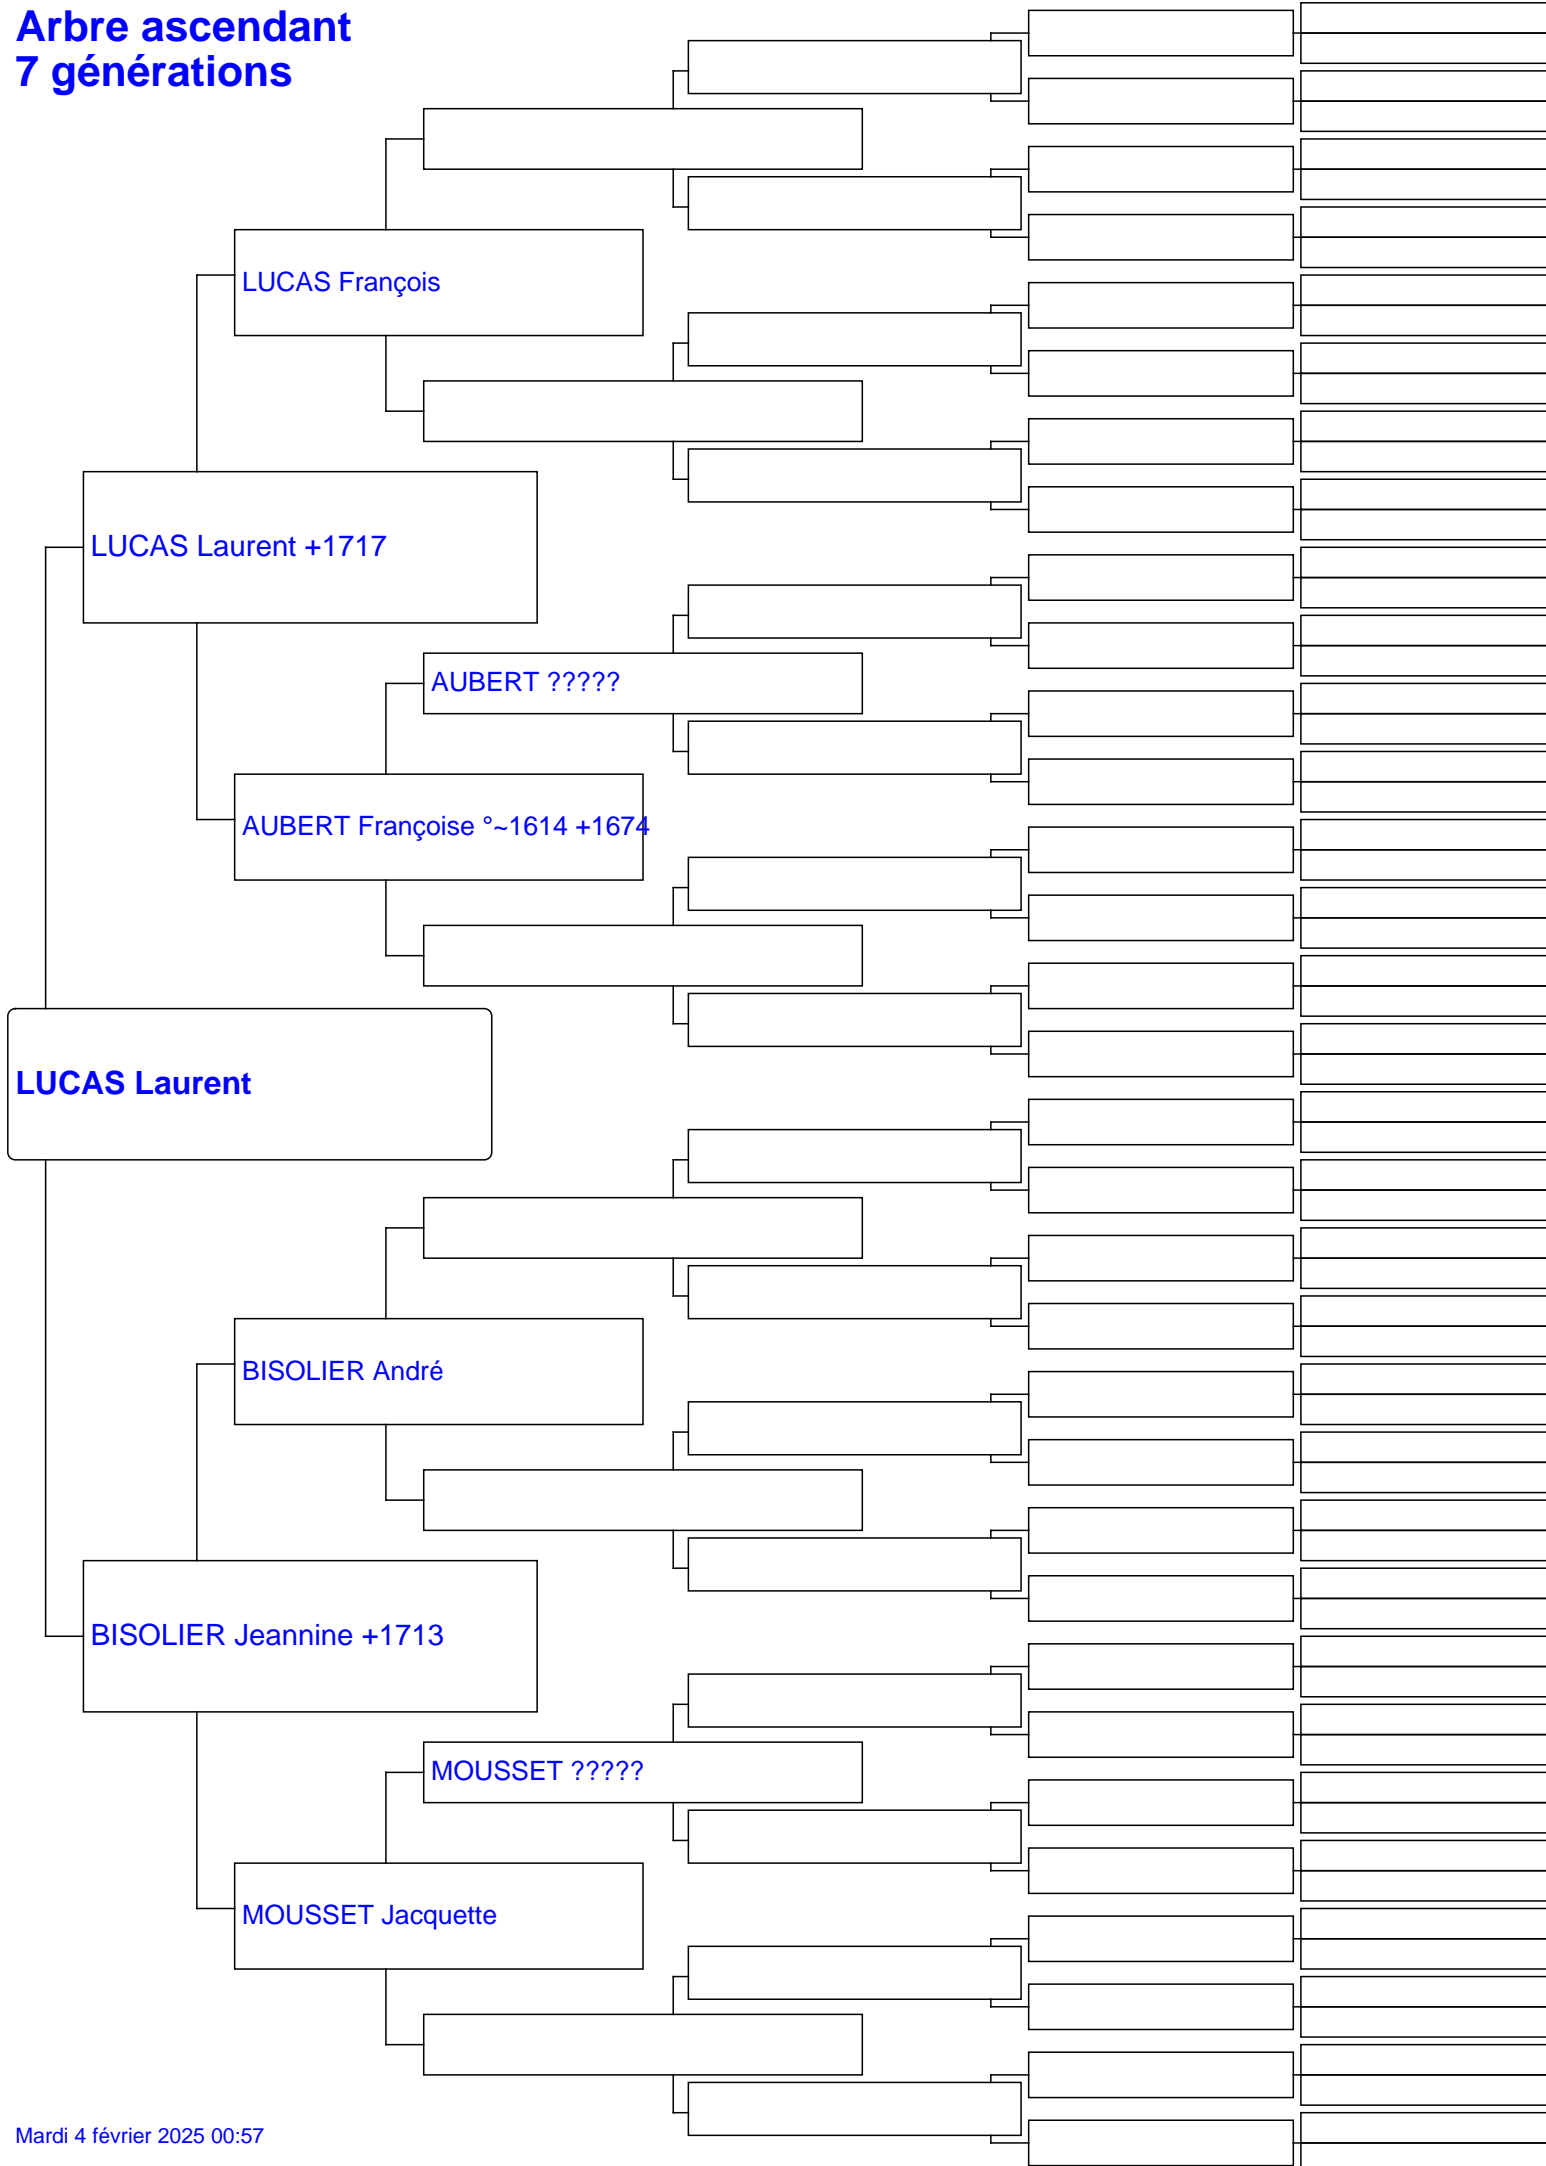 Arbre ascendant
7 générations
LUCAS François
LUCAS Laurent +1717
AUBERT ?????
AUBERT Françoise °~1614 +1674
LUCAS Laurent
BISOLIER André
BISOLIER Jeannine +1713
MOUSSET ?????
MOUSSET Jacquette
Mardi 4 février 2025 00:57